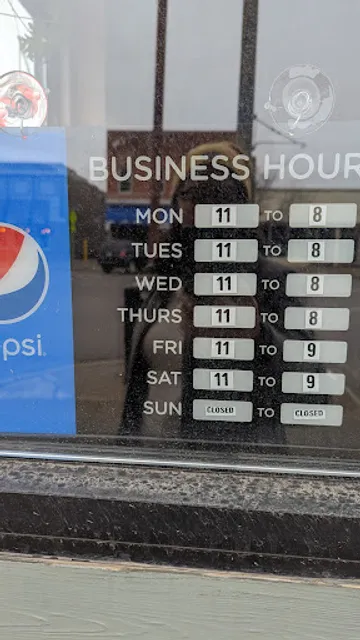 BUSINESS HOUR
MON 11 TO 8
TUES 11 TO 8
WED 11 TO 8
THURS 11 TO 8
FRI 11 TO 9
SAT 11 TO 9
SUN CLOSED TO CLOSED
psi